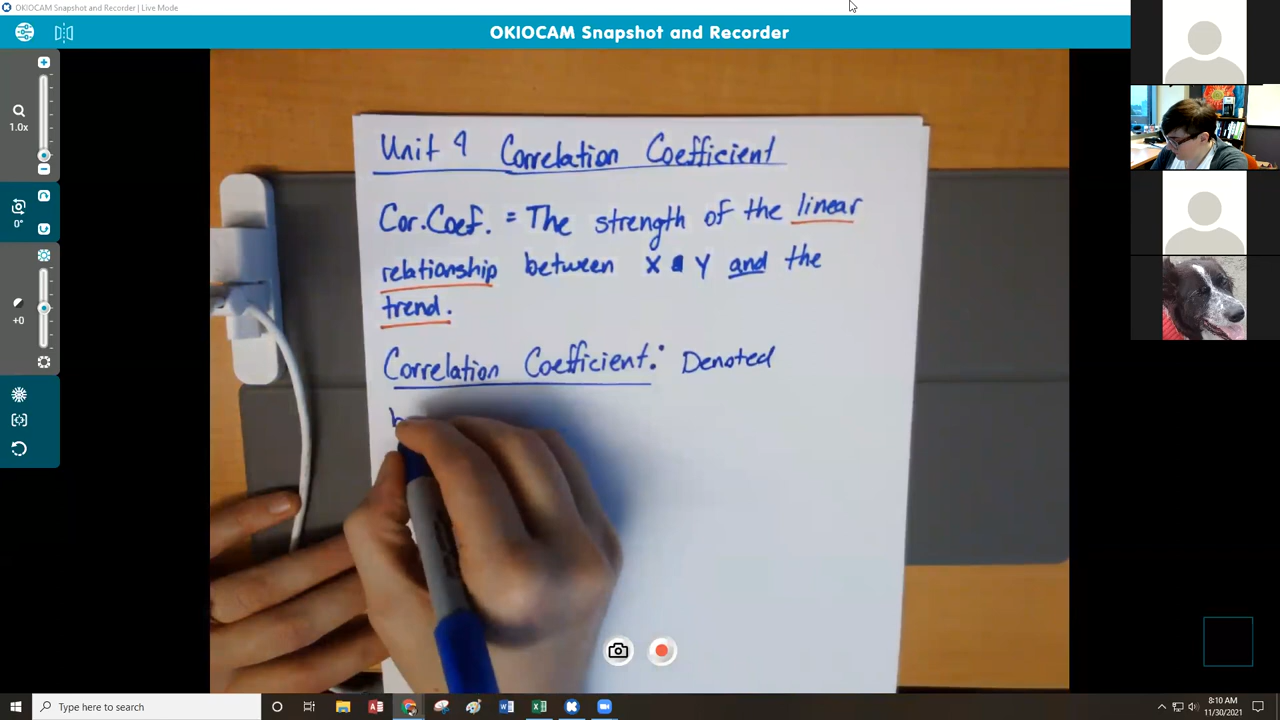 OKIOCAM Snapshot and Recorder | Live Mode
OKIOCAM Snapshot and Recorder
1.0x
0°
+0
Unit 9 Correlation Coefficient
Cor.Coef. = The strength of the linear
relationship between X & Y and the
trend.
Correlation Coefficient: Denoted
b
Type here to search
8:10 AM
11/30/2021